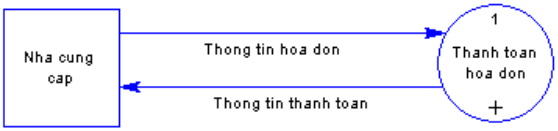 Nha cung
cap
Thong tin hoa don
Thong tin thanh toan
1
Thanh toan
hoa don
+